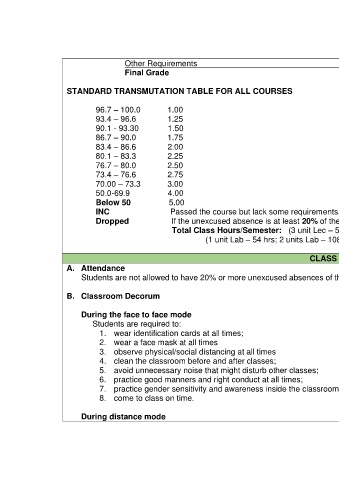 Other Requirements
Final Grade
STANDARD TRANSMUTATION TABLE FOR ALL COURSES
96.7 – 100.0 1.00
93.4 – 96.6 1.25
90.1 - 93.30 1.50
86.7 – 90.0 1.75
83.4 – 86.6 2.00
80.1 – 83.3 2.25
76.7 – 80.0 2.50
73.4 – 76.6 2.75
70.00 – 73.3 3.00
50.0-69.9 4.00
Below 50 5.00
INC Passed the course but lack some requirements
Dropped If the unexcused absence is at least 20% of the
Total Class Hours/Semester: (3 unit Lec – 5
(1 unit Lab – 54 hrs; 2 units Lab – 108
CLASS
A. Attendance
Students are not allowed to have 20% or more unexcused absences of th
B. Classroom Decorum
During the face to face mode
Students are required to:
1. wear identification cards at all times;
2. wear a face mask at all times
3. observe physical/social distancing at all times
4. clean the classroom before and after classes;
5. avoid unnecessary noise that might disturb other classes;
6. practice good manners and right conduct at all times;
7. practice gender sensitivity and awareness inside the classroom
8. come to class on time.
During distance mode